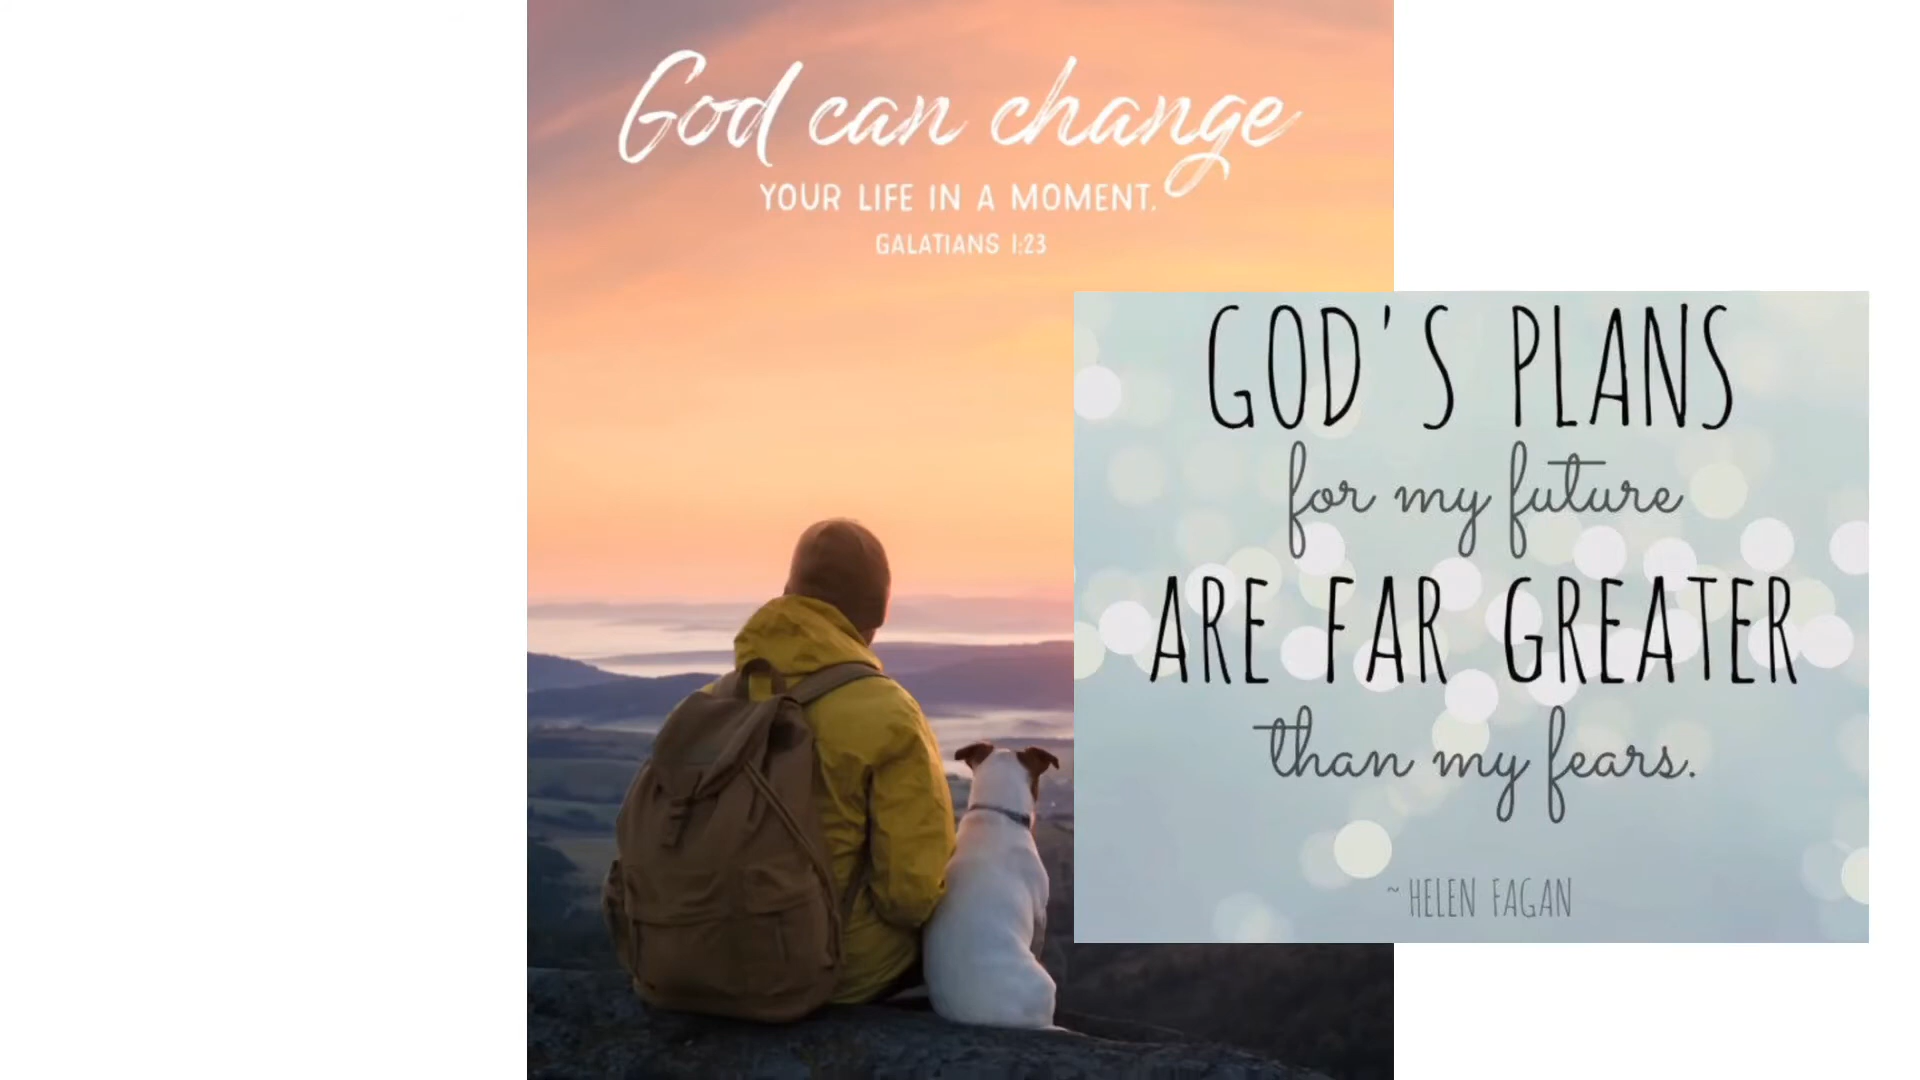 God can change
YOUR LIFE IN A MOMENT.
GALATIANS 1:23
GOD'S PLANS
for my future
ARE FAR GREATER
than my fears.
~ HELEN FAGAN